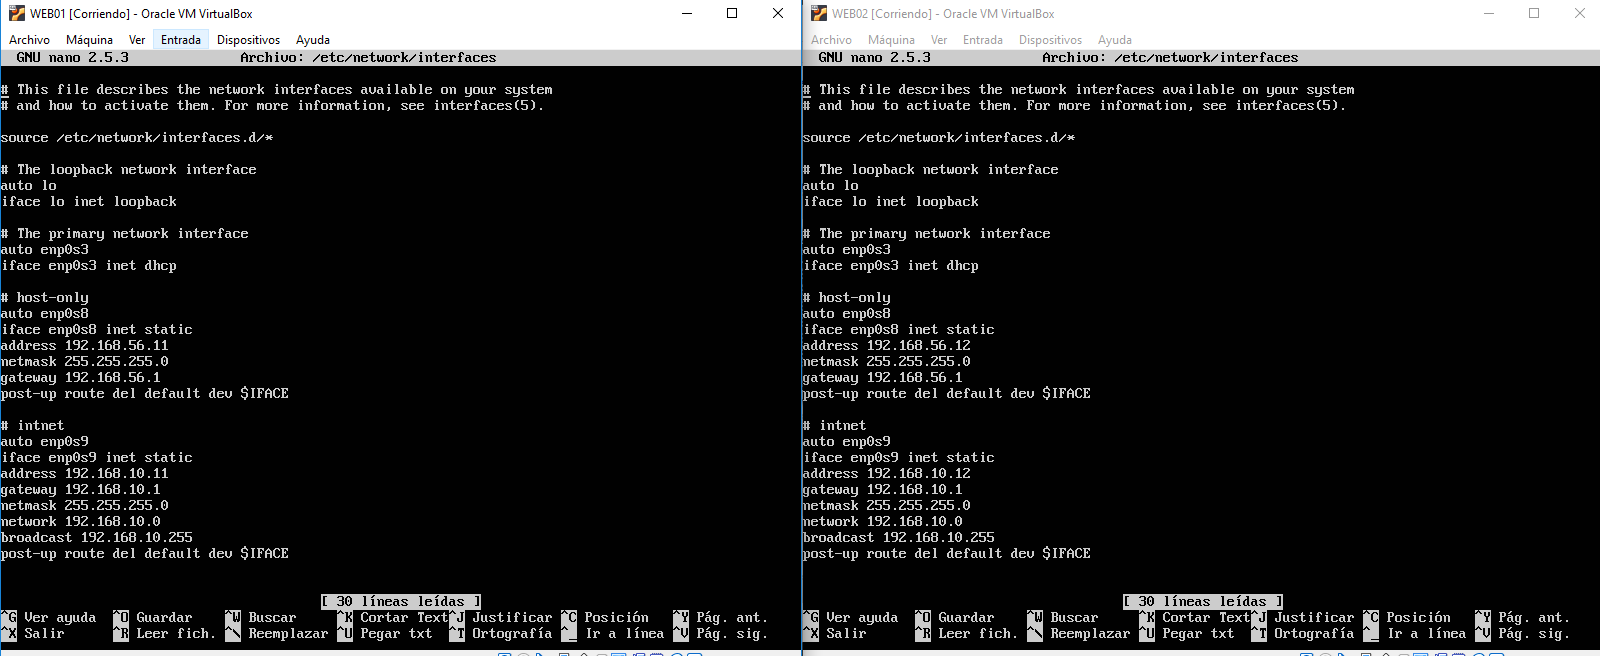 WEB01 [Corriendo] - Oracle VM VirtualBox
Archivo Máquina Ver Entrada Dispositivos Ayuda
GNU nano 2.5.3 Archivo: /etc/network/interfaces
# This file describes the network interfaces available on your system
# and how to activate them. For more information, see interfaces(5).
source /etc/network/interfaces.d/*
# The loopback network interface
auto lo
iface lo inet loopback
# The primary network interface
auto enp0s3
iface enp0s3 inet dhcp
# host-only
auto enp0s8
iface enp0s8 inet static
address 192.168.56.11
netmask 255.255.255.0
gateway 192.168.56.1
post-up route del default dev $IFACE
# intnet
auto enp0s9
iface enp0s9 inet static
address 192.168.10.11
gateway 192.168.10.1
netmask 255.255.255.0
network 192.168.10.0
broadcast 192.168.10.255
post-up route del default dev $IFACE
[ 30 líneas leídas ]
^G Ver ayuda ^O Guardar ^W Buscar ^K Cortar Text ^J Justificar ^C Posición ^Y Pág. ant.
^X Salir ^R Leer fich. ^\ Reemplazar ^U Pegar txt ^T Ortografía ^_ Ir a línea ^V Pág. sig.
WEB02 [Corriendo] - Oracle VM VirtualBox
Archivo Máquina Ver Entrada Dispositivos Ayuda
GNU nano 2.5.3 Archivo: /etc/network/interfaces
# This file describes the network interfaces available on your system
# and how to activate them. For more information, see interfaces(5).
source /etc/network/interfaces.d/*
# The loopback network interface
auto lo
iface lo inet loopback
# The primary network interface
auto enp0s3
iface enp0s3 inet dhcp
# host-only
auto enp0s8
iface enp0s8 inet static
address 192.168.56.12
netmask 255.255.255.0
gateway 192.168.56.1
post-up route del default dev $IFACE
# intnet
auto enp0s9
iface enp0s9 inet static
address 192.168.10.12
gateway 192.168.10.1
netmask 255.255.255.0
network 192.168.10.0
broadcast 192.168.10.255
post-up route del default dev $IFACE
[ 30 líneas leídas ]
^G Ver ayuda ^O Guardar ^W Buscar ^K Cortar Text ^J Justificar ^C Posición ^Y Pág. ant.
^X Salir ^R Leer fich. ^\ Reemplazar ^U Pegar txt ^T Ortografía ^_ Ir a línea ^V Pág. sig.